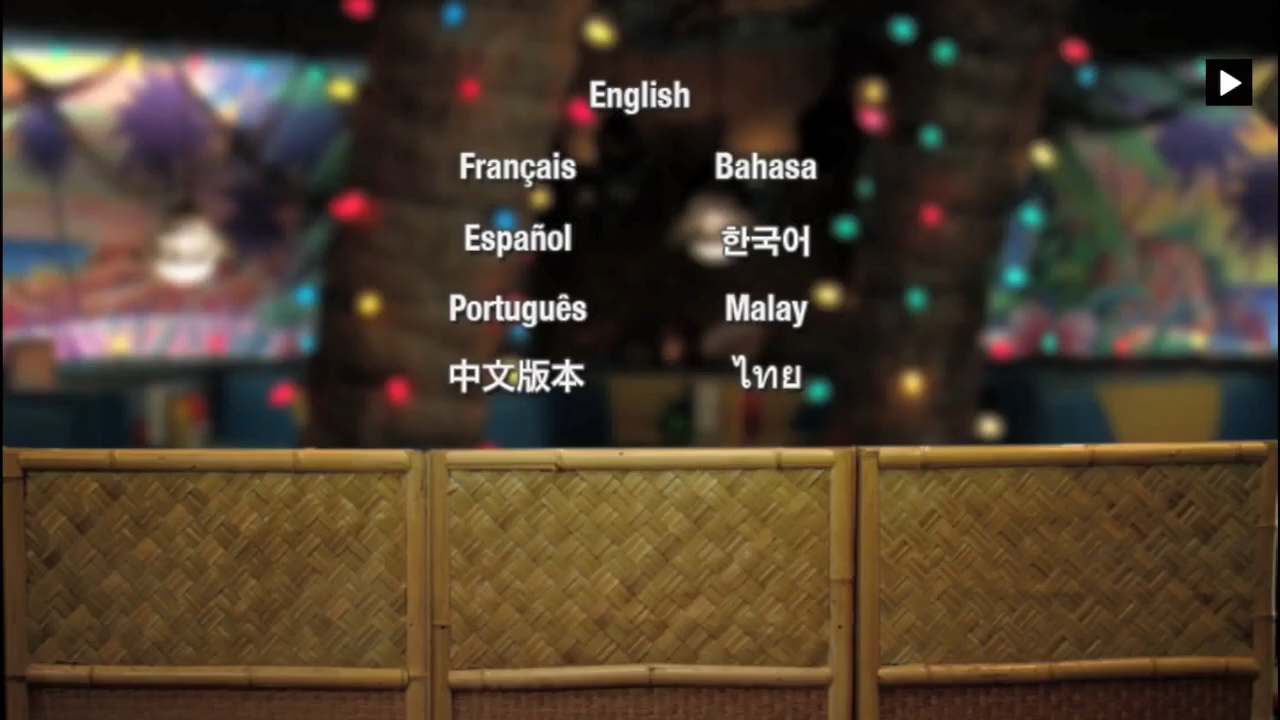 English
Français
Bahasa
Español
한국어
Português
Malay
中文版本
ไทย